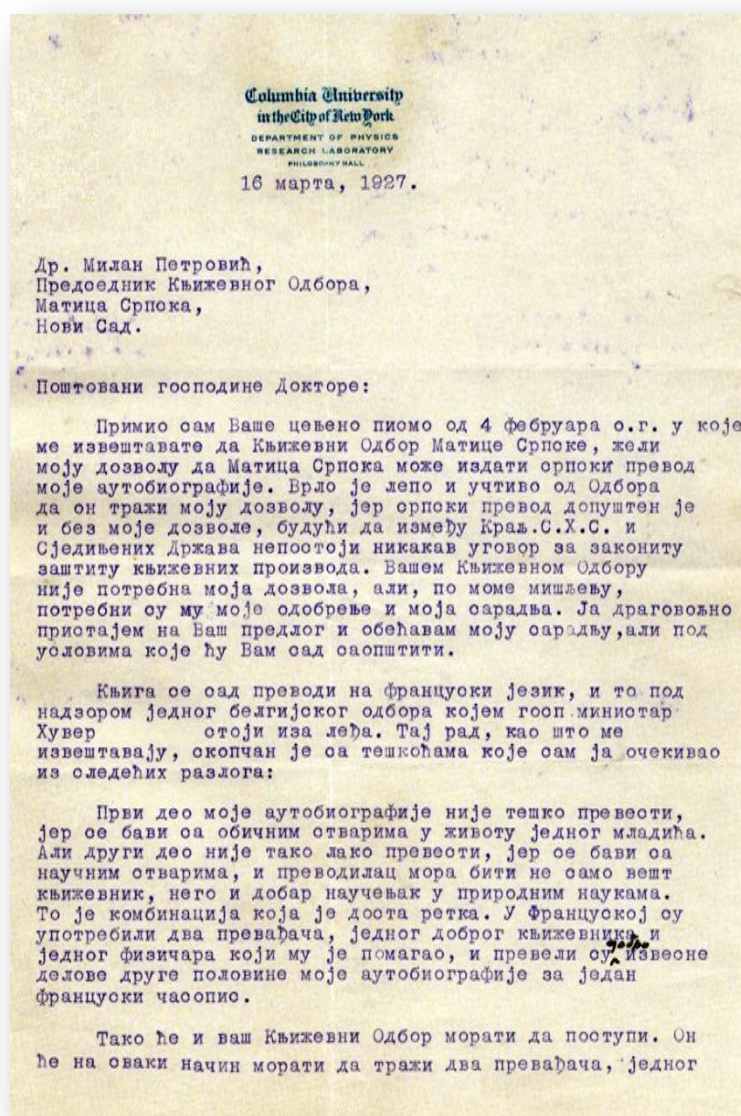 Columbia University
in the City of New York
DEPARTMENT OF PHYSICS
RESEARCH LABORATORY
PHILOSOPHY HALL
16 марта, 1927.
Др. Милан Петровић,
Председник Књижевног Одбора,
Матица Српска,
Нови Сад.
Поштовани господине Докторе:
Примио сам Ваше цењено писмо од 4 фебруара о.г. у које
ме извештавате да Књижевни Одбор Матице Српске, жели
моју дозволу да Матица Српска може издати српски превод
моје аутобиографије. Врло је лепо и учтиво од Одбора
да он тражи моју дозволу, јер српски превод допуштен је
и без моје дозволе, будући да између Краљ.С.Х.С. и
Сједињених Држава непостоји никакав уговор за закониту
заштиту књижевних производа. Вашем Књижевном Одбору
није потребна моја дозвола, али, по моме мишљењу,
потребни су му моје одобрење и моја сарадња. Ја драговољно
пристајем на Ваш предлог и обећавам моју сарадњу,али под
условима које ћу Вам сад саопштити.
Књига се сад преводи на француски језик, и то под
надзором једног белгијског одбора којем госп.министар
Хувер стоји иза леђа. Тај рад, као што ме
извештавају, скопчан је са тешкоћама које сам ја очекивао
из следећих разлога:
Први део моје аутобиографије није тешко превести,
јер се бави са обичним стварима у животу једног младића.
Али други део није тако лако превести, јер се бави са
научним стварима, и преводилац мора бити не само вешт
књижевник, него и добар научењак у природним наукама.
То је комбинација која је доста ретка. У Француској су
употребили два превађача, једног доброг књижевника и
једног физичара који му је помагао, и превели су добро извесне
делове друге половине моје аутобиографије за један
француски часопис.
Тако ће и ваш Књижевни Одбор морати да поступи. Он
ће на сваки начин морати да тражи два превађача, једног